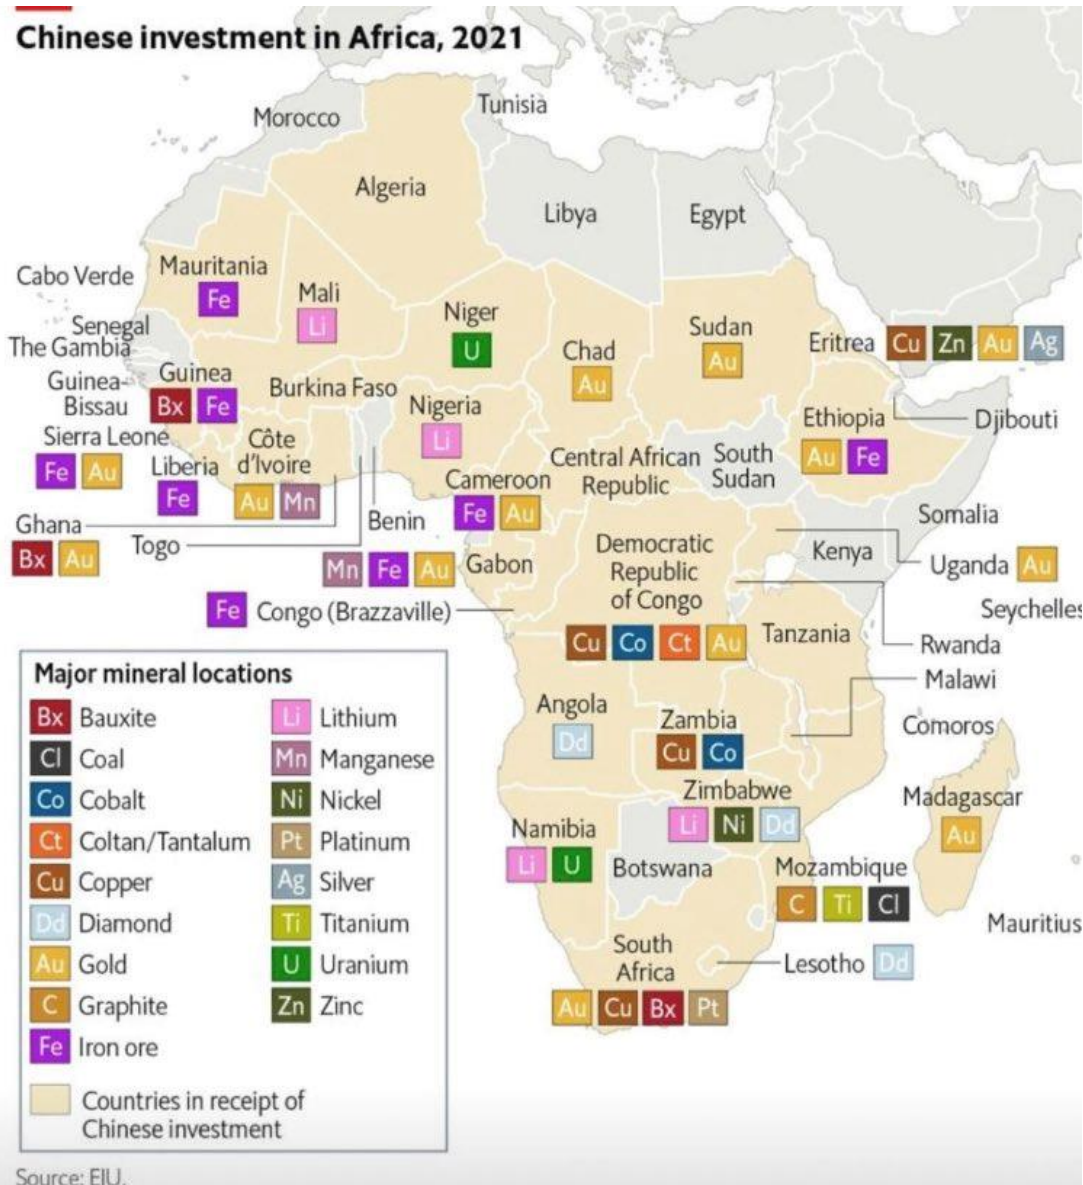 Chinese investment in Africa, 2021
Tunisia
Morocco
Algeria
Libya
Egypt
Cabo Verde
Mauritania
Fe
Mali
Li
Niger
U
Chad
Au
Sudan
Au
Eritrea
Cu Zn Au Ag
Senegal
The Gambia
Guinea-
Bissau
Guinea
Bx Fe
Burkina Faso
Nigeria
Li
Ethiopia
Au Fe
Djibouti
Sierra Leone
Fe Au
Liberia
Fe
Côte
d'Ivoire
Au Mn
Cameroon
Fe Au
Central African
Republic
South
Sudan
Somalia
Ghana
Bx Au
Togo
Benin
Mn Fe Au Gabon
Democratic
Republic
of Congo
Cu Co Ct Au
Kenya
Uganda Au
Seychelles
Fe Congo (Brazzaville)
Tanzania
Rwanda
Malawi
Angola
Dd
Zambia
Cu Co
Comoros
Zimbabwe
Li Ni Dd
Madagascar
Au
Namibia
Li U
Botswana
Mozambique
C Ti Cl
Mauritius
South
Africa
Au Cu Bx Pt
Lesotho Dd
Major mineral locations
Bx Bauxite
Cl Coal
Co Cobalt
Ct Coltan/Tantalum
Cu Copper
Dd Diamond
Au Gold
C Graphite
Fe Iron ore
Li Lithium
Mn Manganese
Ni Nickel
Pt Platinum
Ag Silver
Ti Titanium
U Uranium
Zn Zinc
Countries in receipt of
Chinese investment
Source: EIU.